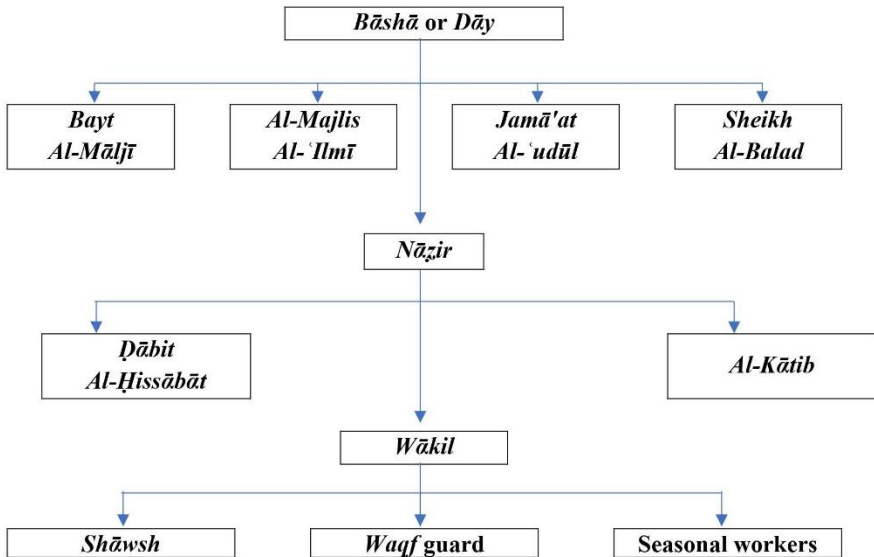 Bāshā or Dāy
Bayt
Al-Māljī
Al-Majlis
Al-ʿIlmī
Jamā'at
Al-ʿudūl
Sheikh
Al-Balad
Nāẓir
Ḍābit
Al-Ḥissābāt
Al-Kātib
Wākil
Shāwsh
Waqf guard
Seasonal workers